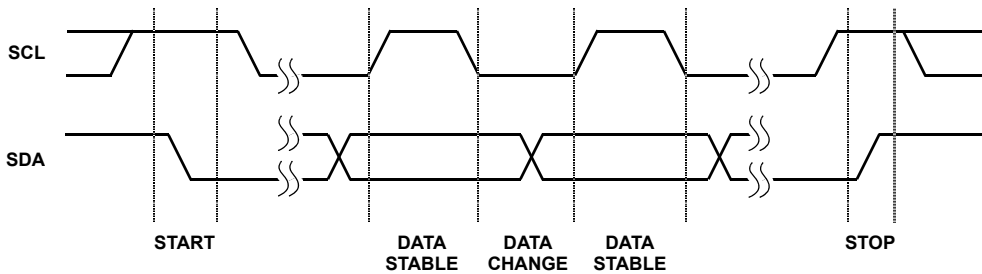 SCL
SDA
START
DATA
STABLE
DATA
CHANGE
DATA
STABLE
STOP